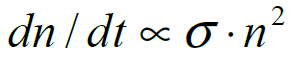 dn / dt ∝ σ · n²